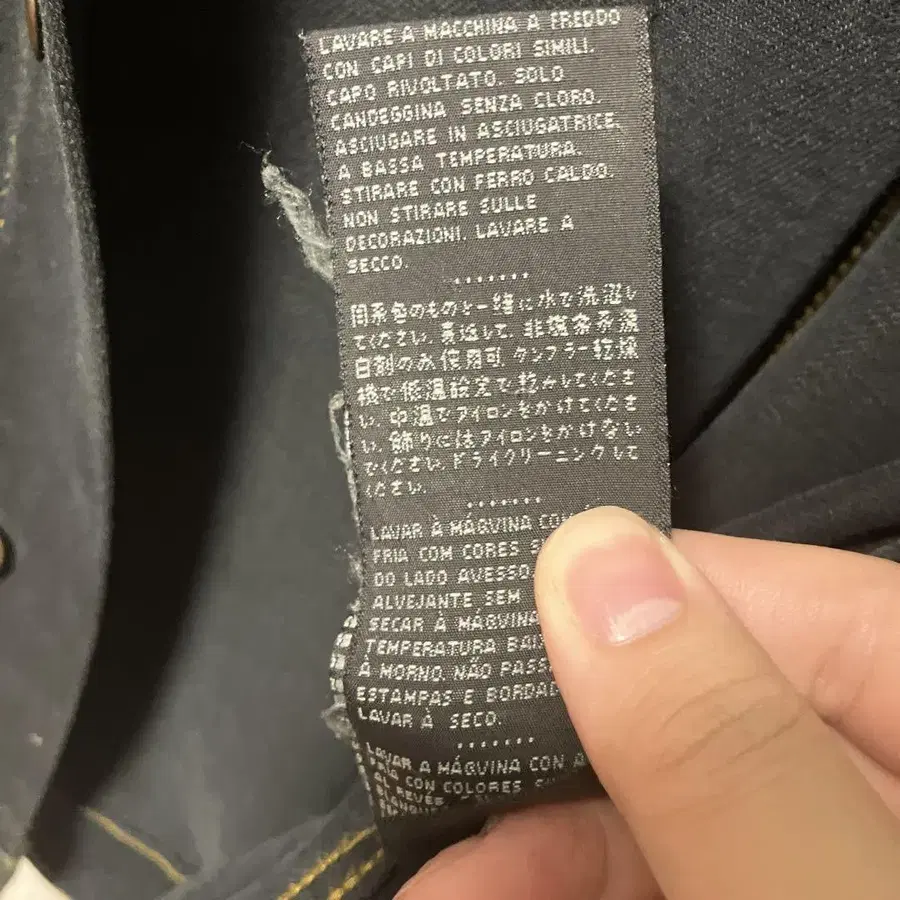 LAVARE A MACCHINA A FREDDO
CON CAPI DI COLORI SIMILI.
CAPO RIVOLTATO. SOLO
CANDEGGINA SENZA CLORO.
ASCIUGARE IN ASCIUGATRICE
A BASSA TEMPERATURA.
STIRARE CON FERRO CALDO.
NON STIRARE SULLE
DECORAZIONI. LAVARE A
SECCO.
.......
同系色のものと一緒に水で洗濯し
てください. 裏返して. 非塩素系漂
白剤のみ使用可. タンブラー乾燥
機で低温設定で乾かしてくださ
い. 中温でアイロンをかけてくださ
い. 飾りにはアイロンをかけない
でください. ドライクリーニングして
ください.
.......
LAVAR À MÁQUINA COM
FRIA COM CORES
DO LADO AVESSO
ALVEJANTE SEM
SECAR À MÁQUINA
TEMPERATURA
A MORNO. NÃO
ESTAMPAS E
LAVAR À SECO.
.......
LAVAR A MÁQUINA CON
FRIA CON COLORES
AL REVES